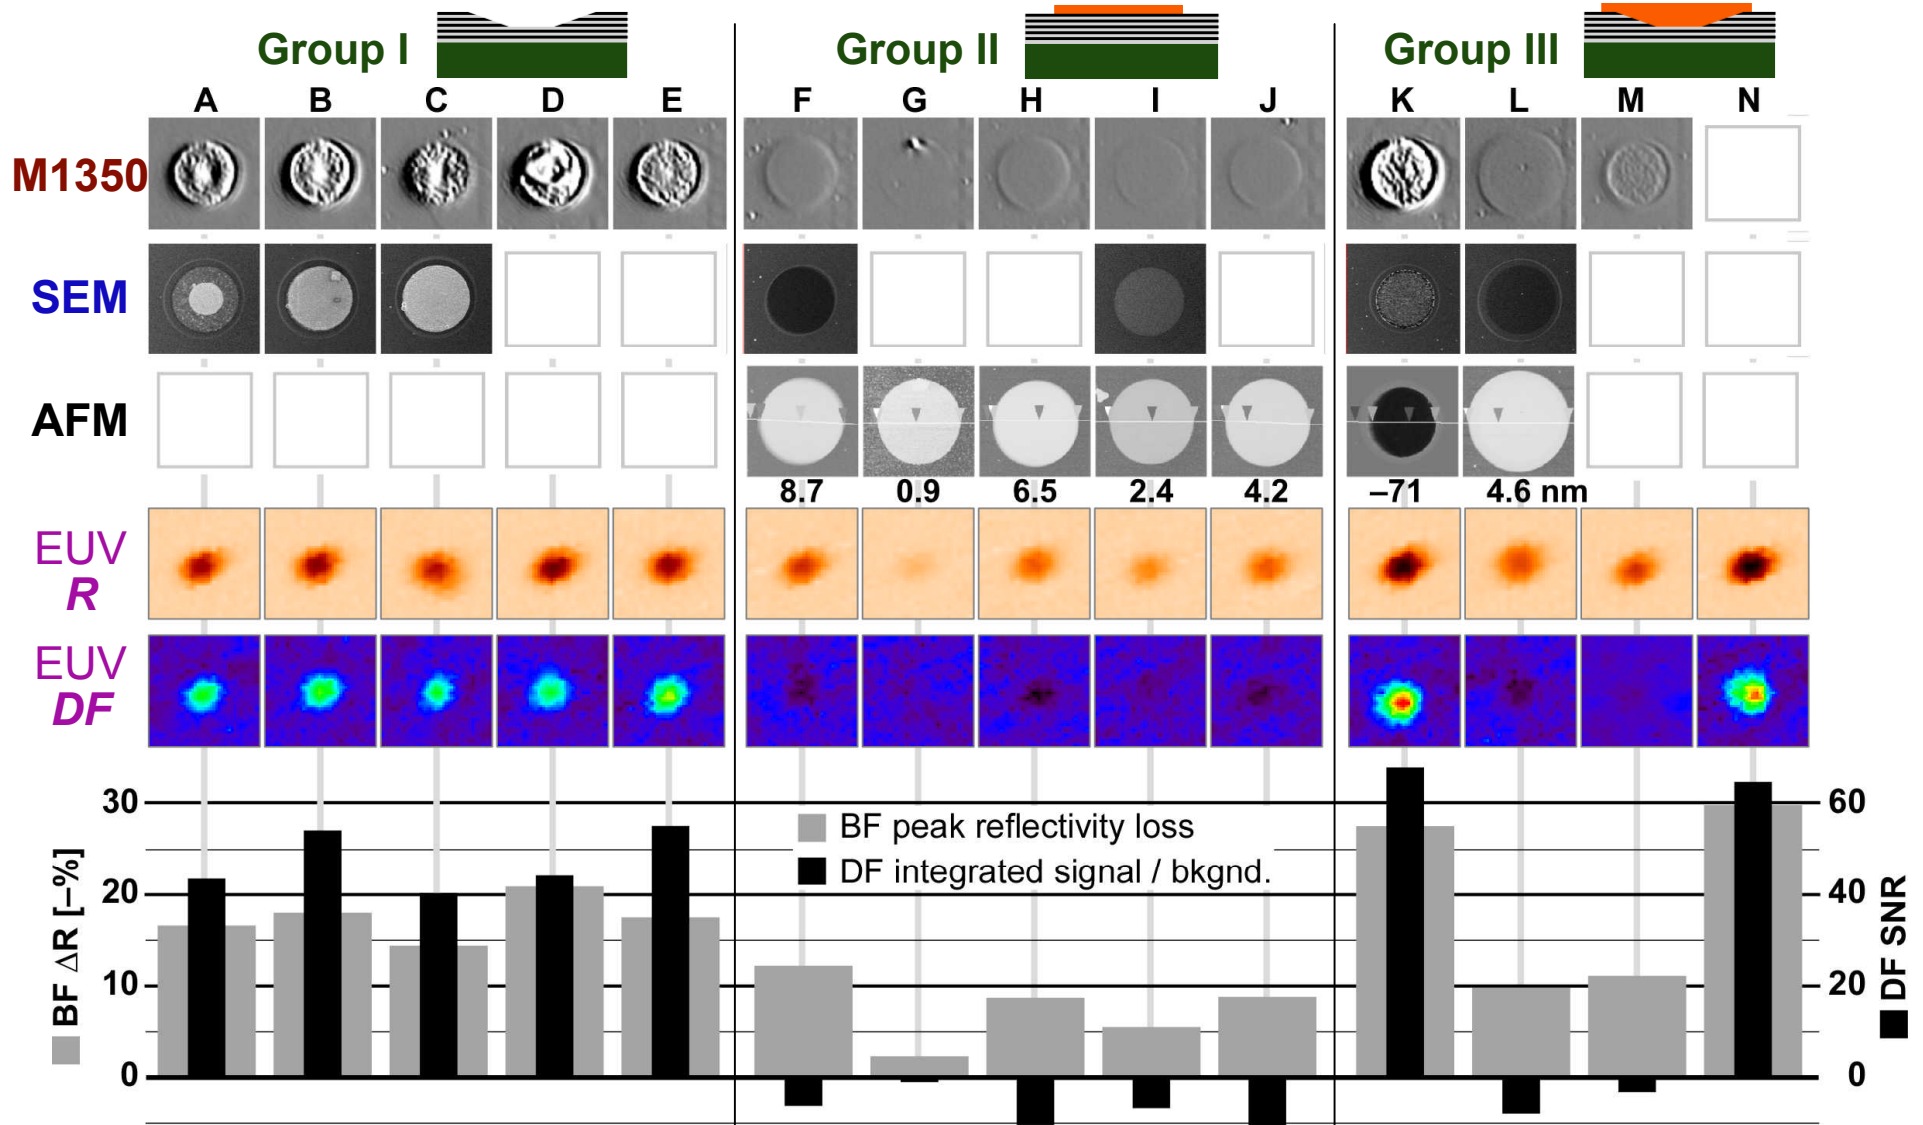 Group I
Group II
Group III
A B C D E F G H I J K L M N
M1350
SEM
AFM
8.7 0.9 6.5 2.4 4.2 –71 4.6 nm
EUV
R
EUV
DF
BF peak reflectivity loss
DF integrated signal / bkgnd.
30
20
10
0
BF ΔR [–%]
60
40
20
0
DF SNR